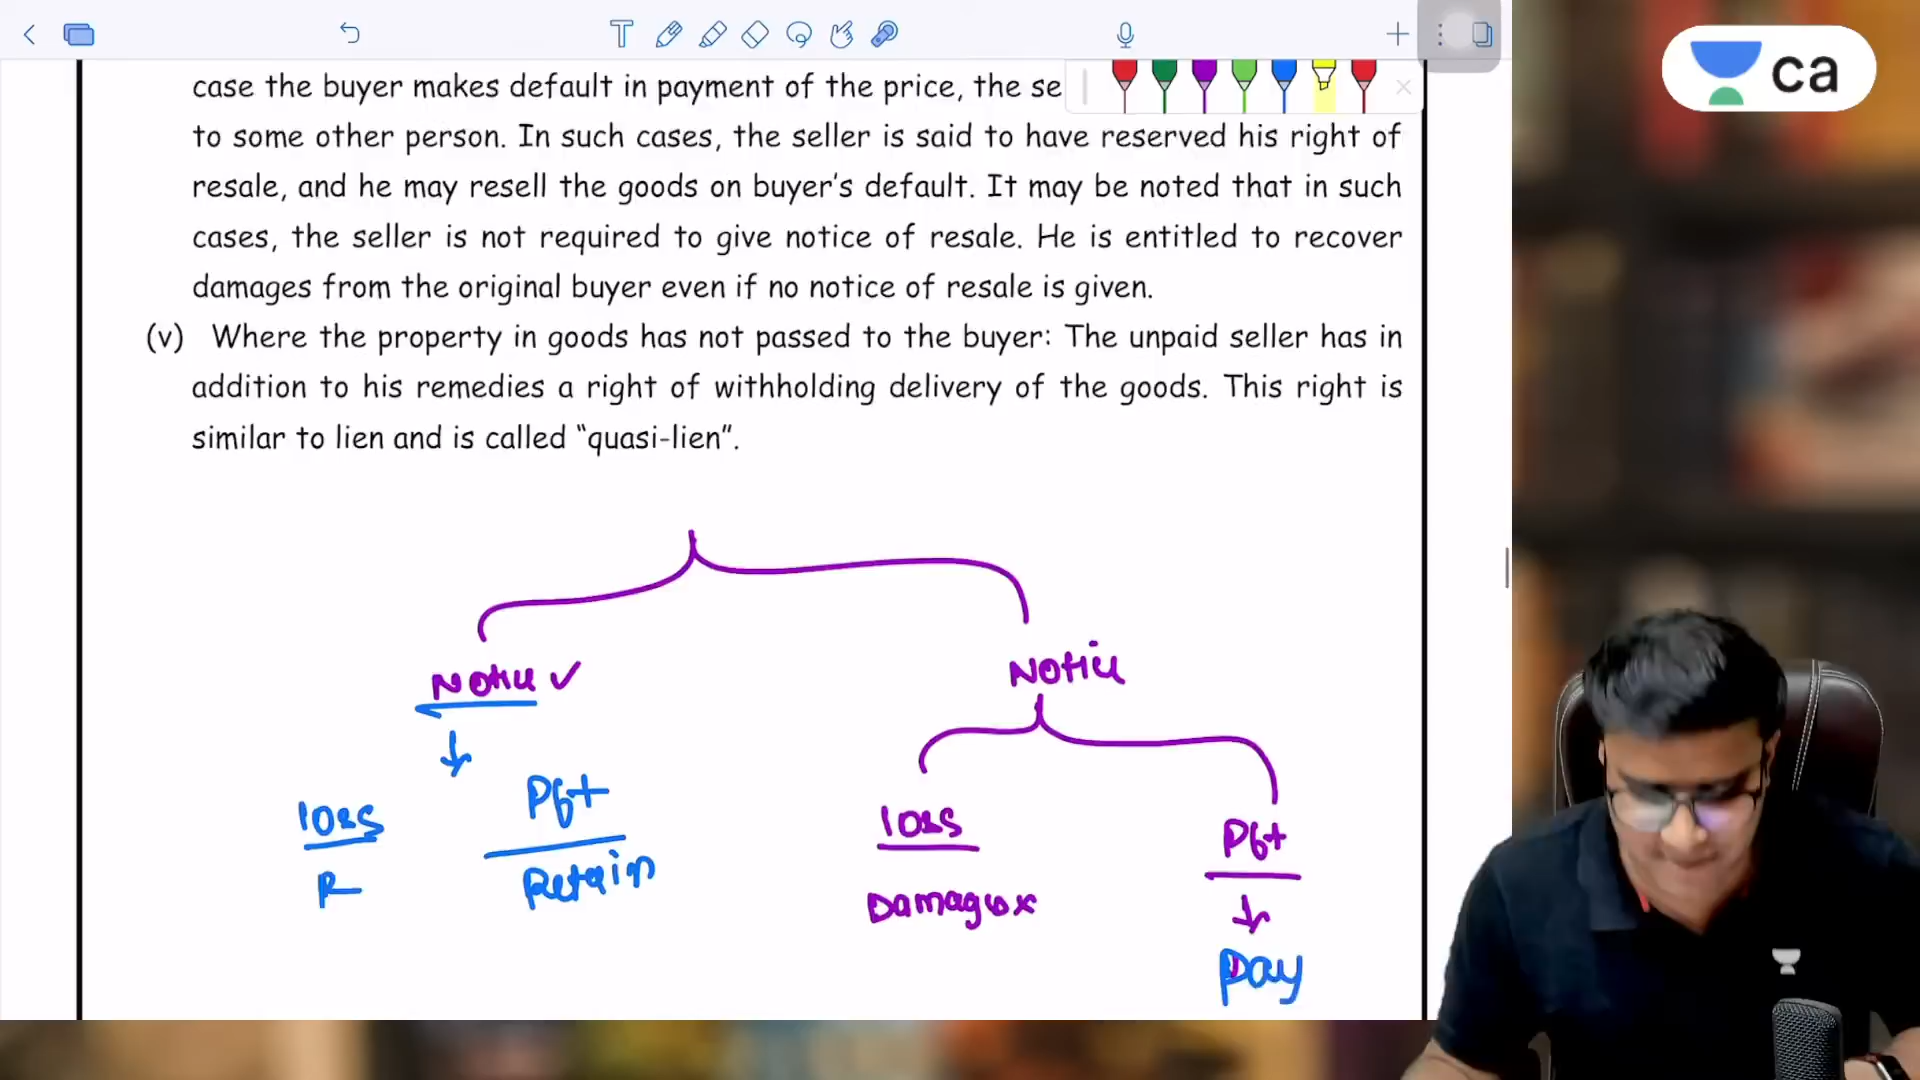 case the buyer makes default in payment of the price, the se
to some other person. In such cases, the seller is said to have reserved his right of
resale, and he may resell the goods on buyer's default. It may be noted that in such
cases, the seller is not required to give notice of resale. He is entitled to recover
damages from the original buyer even if no notice of resale is given.
(v) Where the property in goods has not passed to the buyer: The unpaid seller has in
addition to his remedies a right of withholding delivery of the goods. This right is
similar to lien and is called “quasi-lien”.
Notice ✓
Notice
loss
Pft
loss
Pft
R
Retain
Damages x
Pay
ca